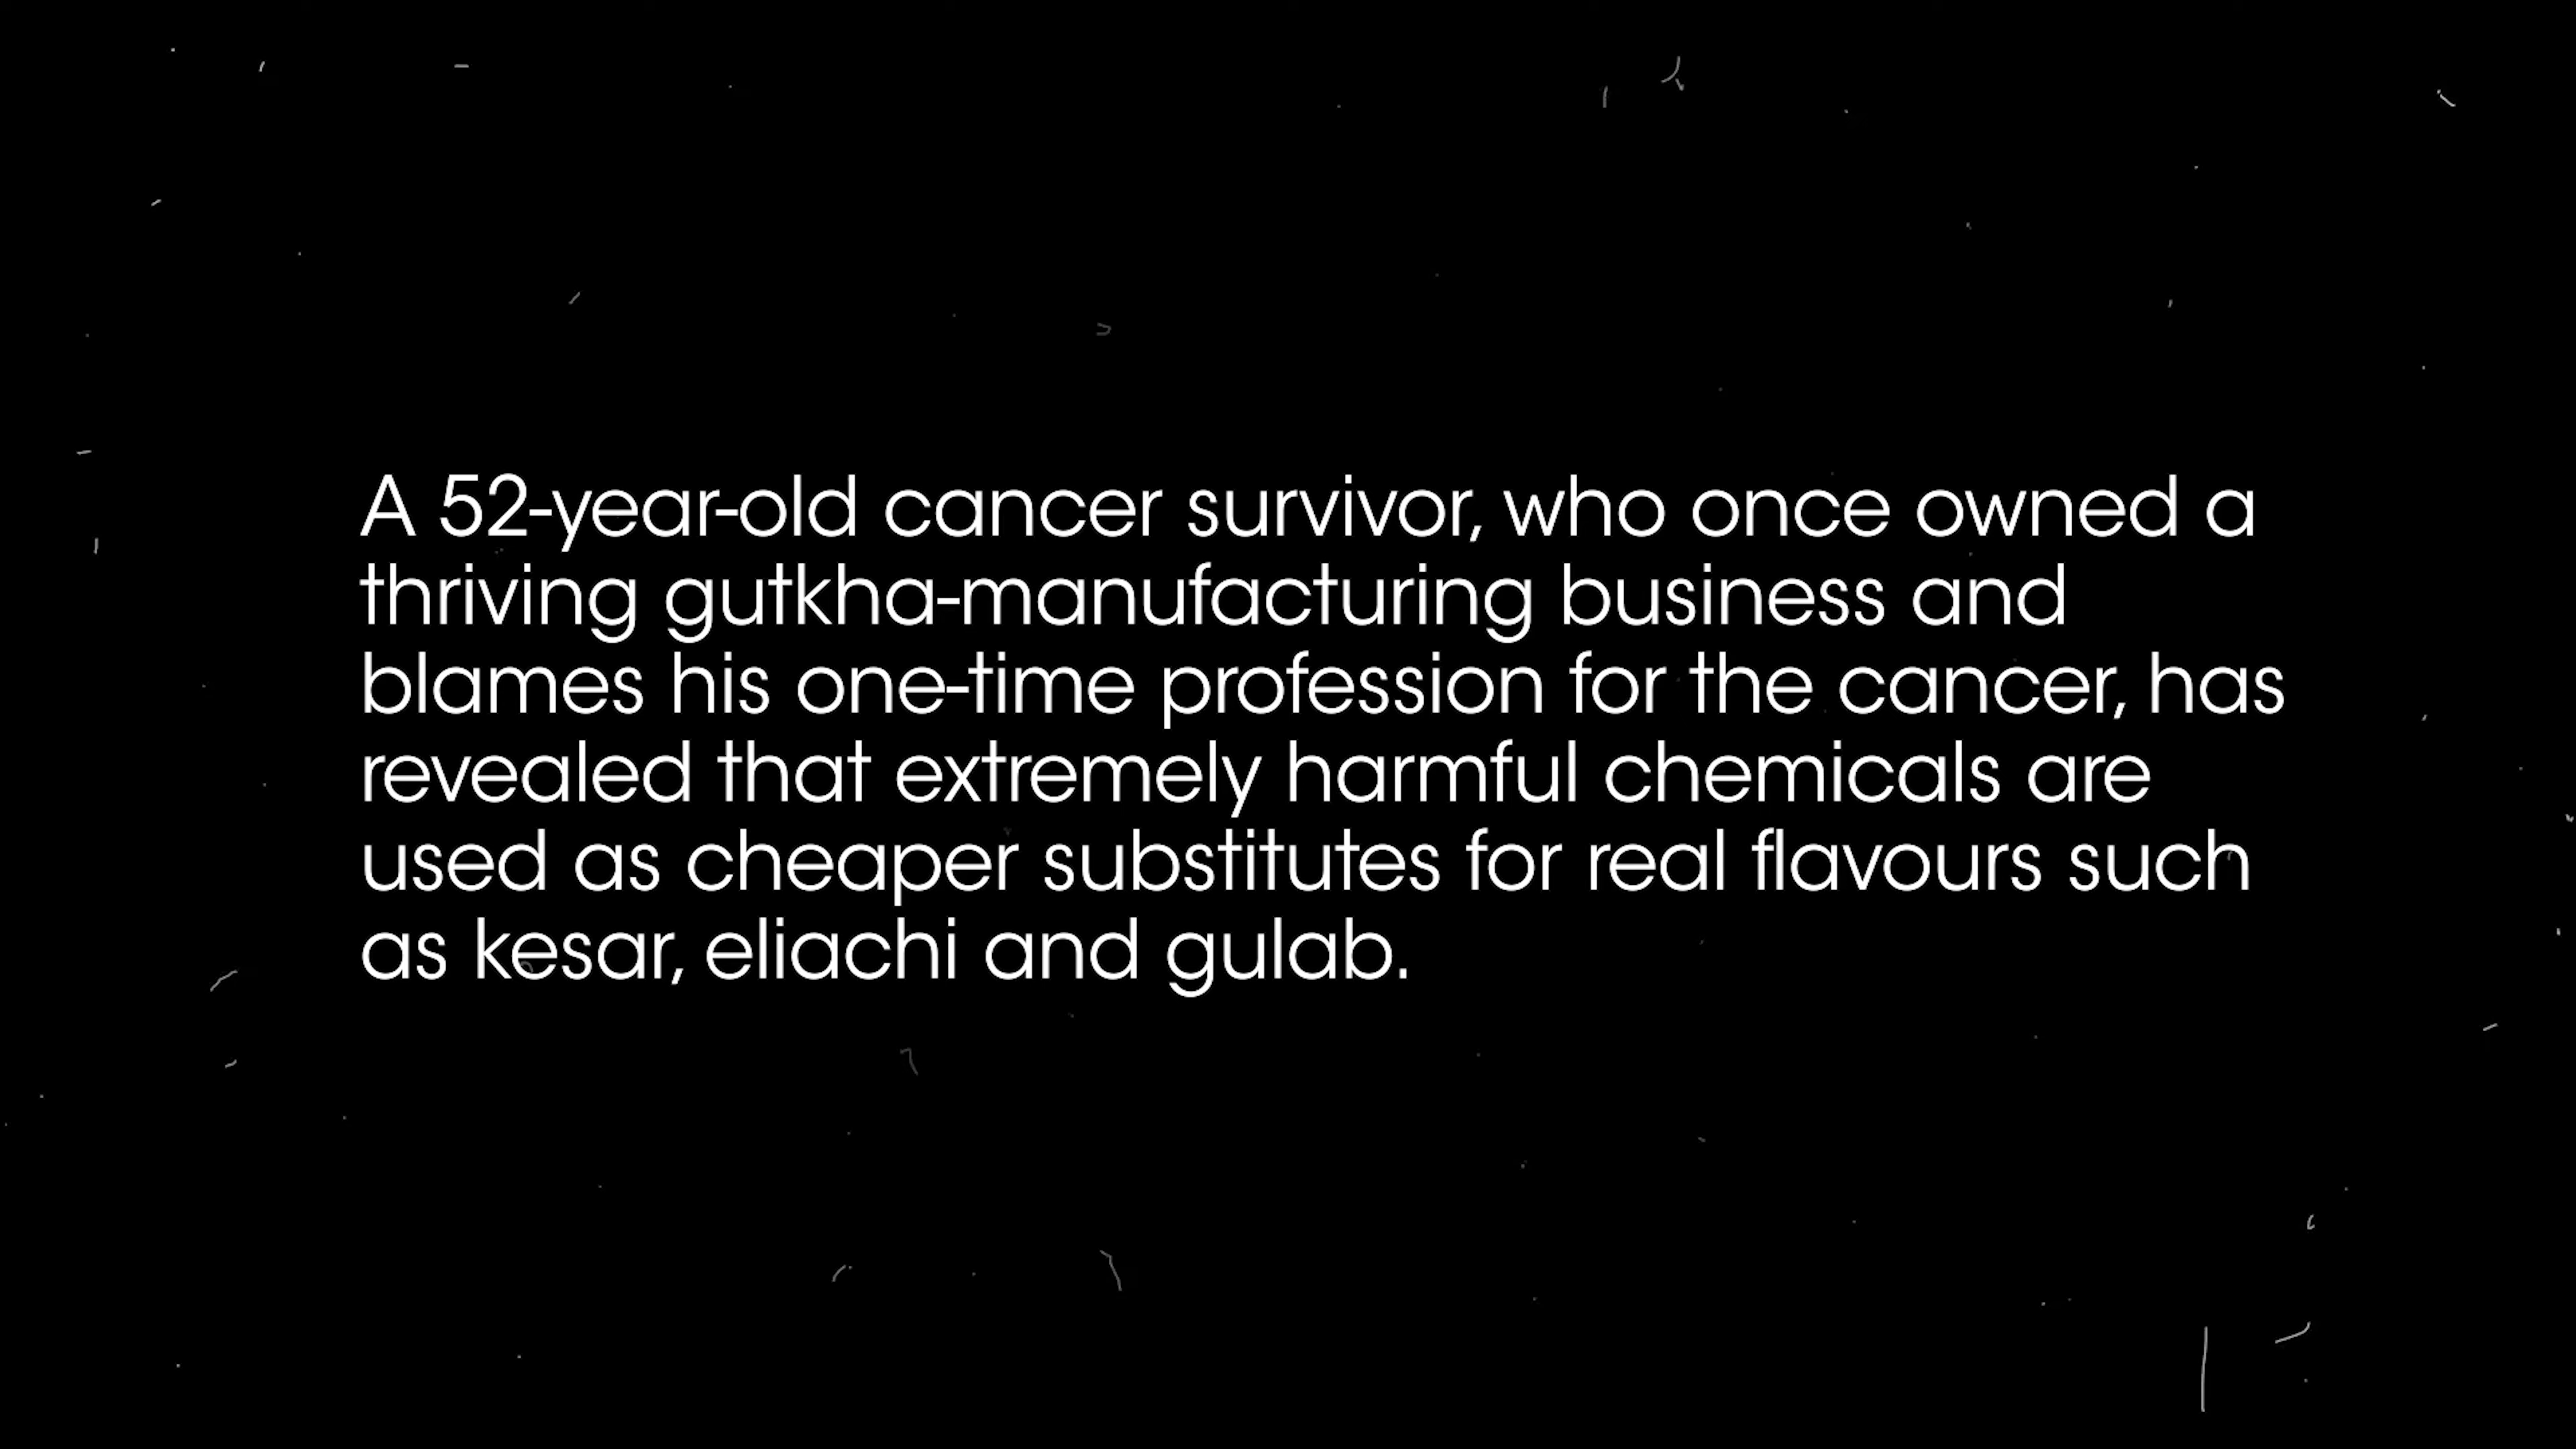 A 52-year-old cancer survivor, who once owned a
thriving gutkha-manufacturing business and
blames his one-time profession for the cancer, has
revealed that extremely harmful chemicals are
used as cheaper substitutes for real flavours such
as kesar, eliachi and gulab.